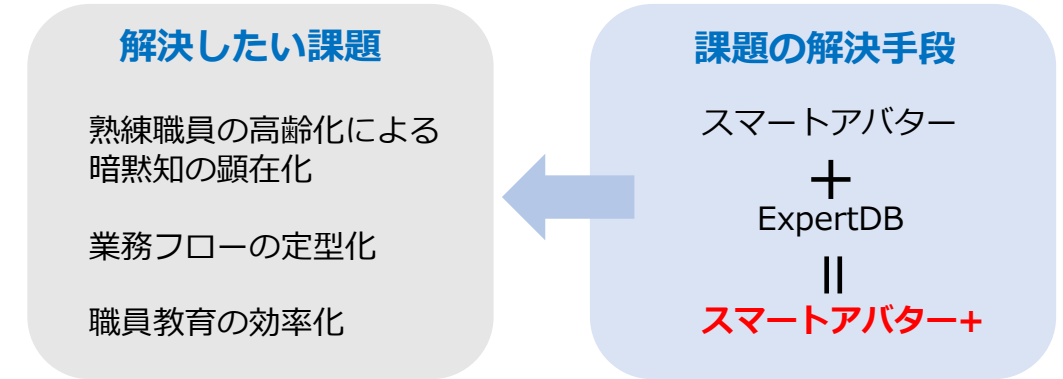 解決したい課題
熟練職員の高齢化による
暗黙知の顕在化
業務フローの定型化
職員教育の効率化
課題の解決手段
スマートアバター
+
ExpertDB
=
スマートアバター+